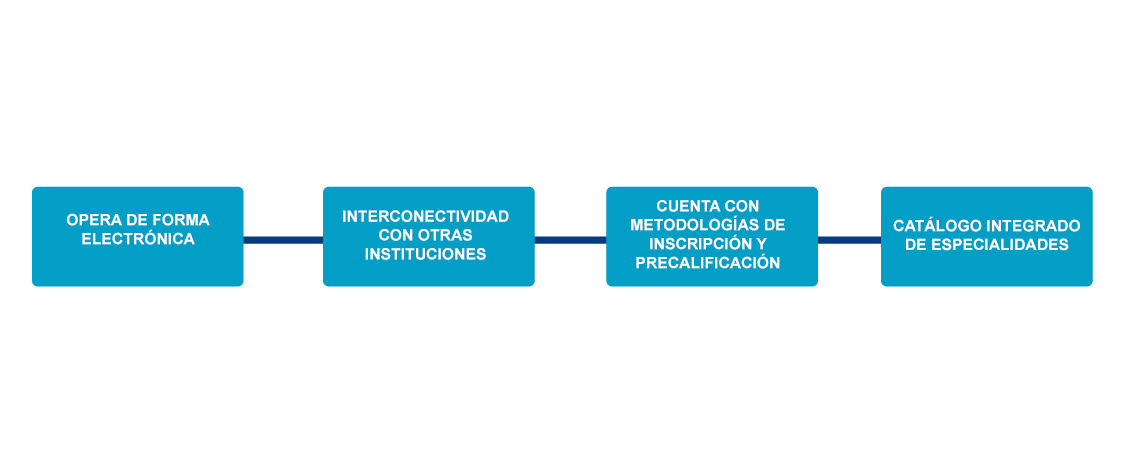 OPERA DE FORMA
ELECTRÓNICA
INTERCONECTIVIDAD
CON OTRAS
INSTITUCIONES
CUENTA CON
METODOLOGÍAS DE
INSCRIPCIÓN Y
PRECALIFICACIÓN
CATÁLOGO INTEGRADO
DE ESPECIALIDADES